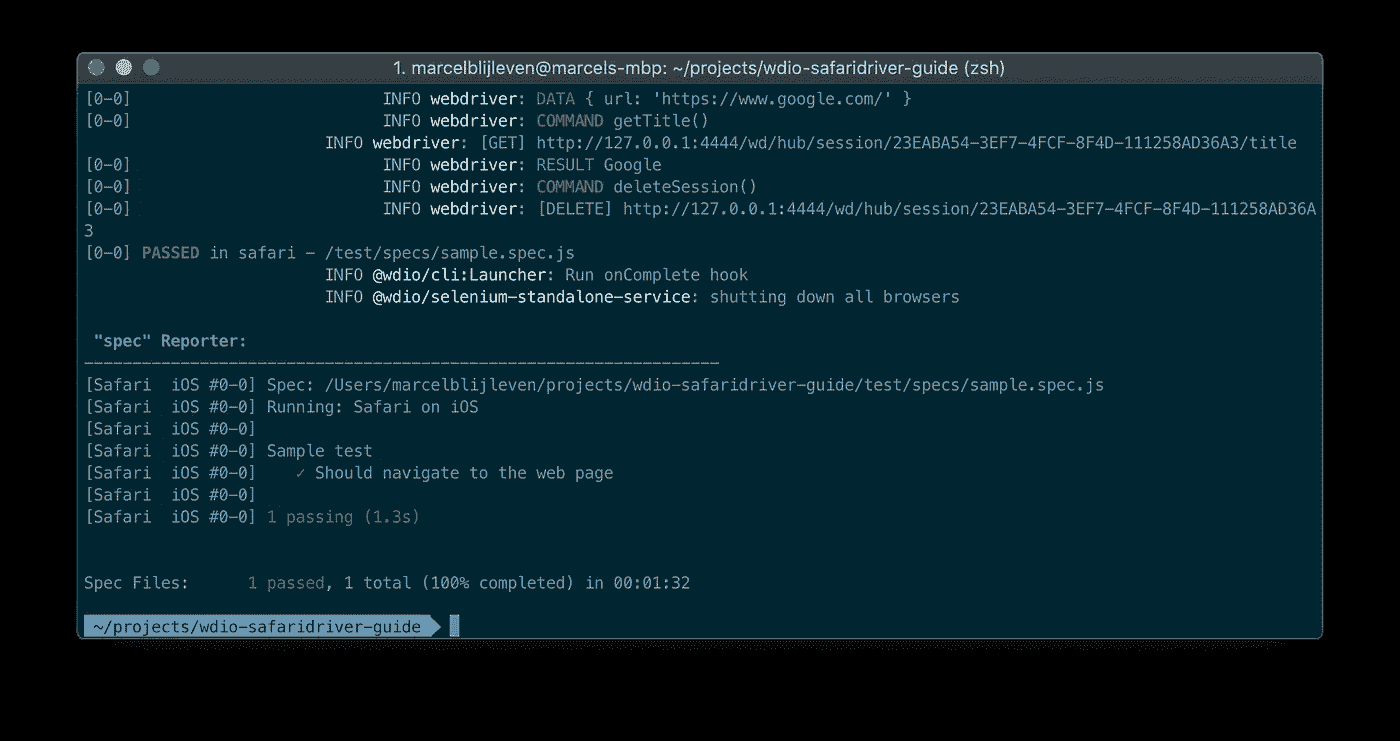 1. marcelblijleven@marcels-mbp: ~/projects/wdio-safaridriver-guide (zsh)
[0-0] INFO webdriver: DATA { url: 'https://www.google.com/' }
[0-0] INFO webdriver: COMMAND getTitle()
INFO webdriver: [GET] http://127.0.0.1:4444/wd/hub/session/23EABA54-3EF7-4FCF-8F4D-111258AD36A3/title
[0-0] INFO webdriver: RESULT Google
[0-0] INFO webdriver: COMMAND deleteSession()
[0-0] INFO webdriver: [DELETE] http://127.0.0.1:4444/wd/hub/session/23EABA54-3EF7-4FCF-8F4D-111258AD36A
3
[0-0] PASSED in safari - /test/specs/sample.spec.js
INFO @wdio/cli:Launcher: Run onComplete hook
INFO @wdio/selenium-standalone-service: shutting down all browsers
"spec" Reporter:
------------------------------------------------------------------
[Safari  iOS #0-0] Spec: /Users/marcelblijleven/projects/wdio-safaridriver-guide/test/specs/sample.spec.js
[Safari  iOS #0-0] Running: Safari on iOS
[Safari  iOS #0-0]
[Safari  iOS #0-0] Sample test
[Safari  iOS #0-0]    ✓ Should navigate to the web page
[Safari  iOS #0-0]
[Safari  iOS #0-0] 1 passing (1.3s)
Spec Files:      1 passed, 1 total (100% completed) in 00:01:32
~/projects/wdio-safaridriver-guide